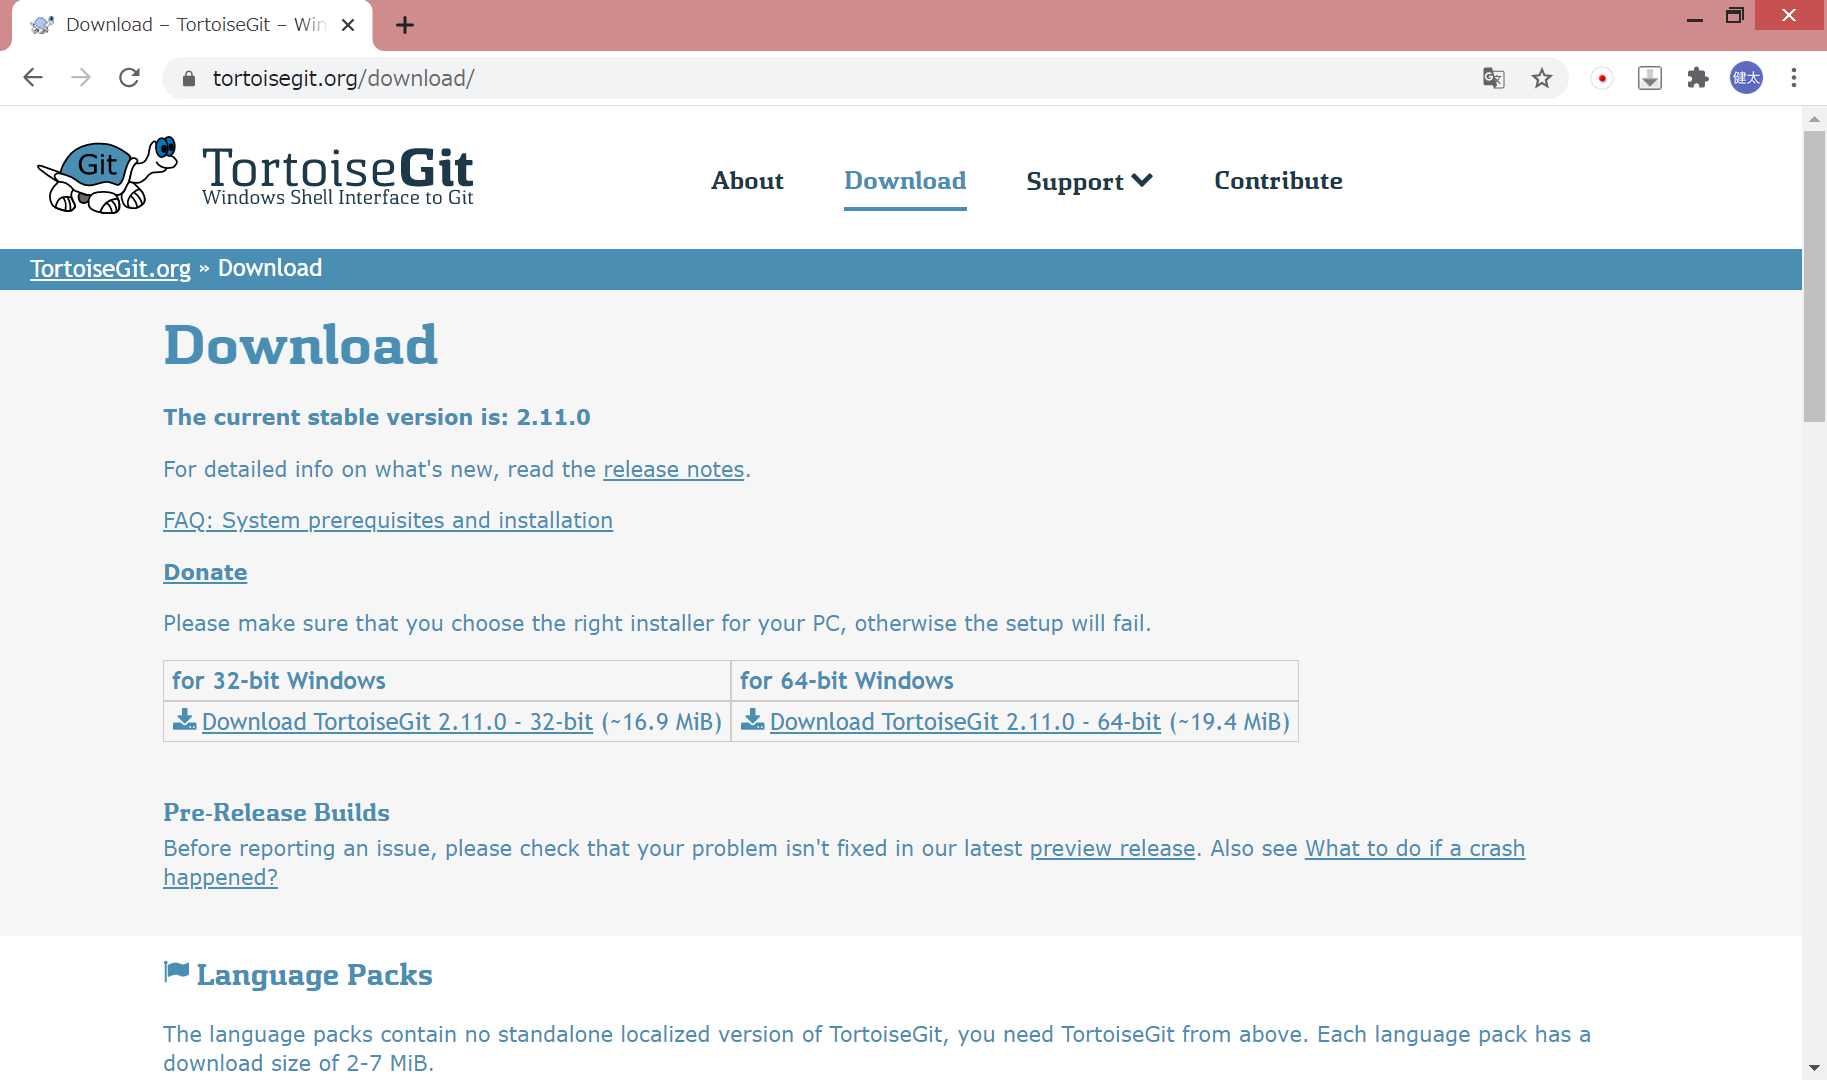 Download – TortoiseGit – Win
tortoisegit.org/download/
健太
Git
TortoiseGit
Windows Shell Interface to Git
About
Download
Support
Contribute
TortoiseGit.org » Download
Download
The current stable version is: 2.11.0
For detailed info on what's new, read the release notes.
FAQ: System prerequisites and installation
Donate
Please make sure that you choose the right installer for your PC, otherwise the setup will fail.
for 32-bit Windows
for 64-bit Windows
Download TortoiseGit 2.11.0 - 32-bit (~16.9 MiB)
Download TortoiseGit 2.11.0 - 64-bit (~19.4 MiB)
Pre-Release Builds
Before reporting an issue, please check that your problem isn't fixed in our latest preview release. Also see What to do if a crash
happened?
Language Packs
The language packs contain no standalone localized version of TortoiseGit, you need TortoiseGit from above. Each language pack has a
download size of 2-7 MiB.